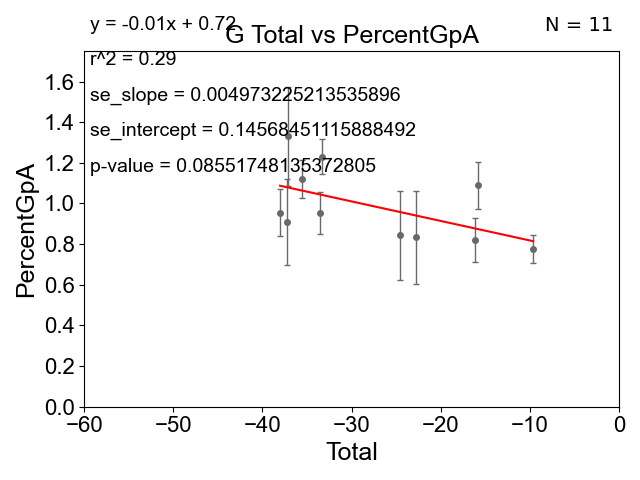 y = -0.01x + 0.72
G Total vs PercentGpA
N = 11
r^2 = 0.29
se_slope = 0.004973225213535896
se_intercept = 0.14568451115888492
p-value = 0.08551748135372805
PercentGpA
1.6
1.4
1.2
1.0
0.8
0.6
0.4
0.2
0.0
−60
−50
−40
−30
−20
−10
0
Total